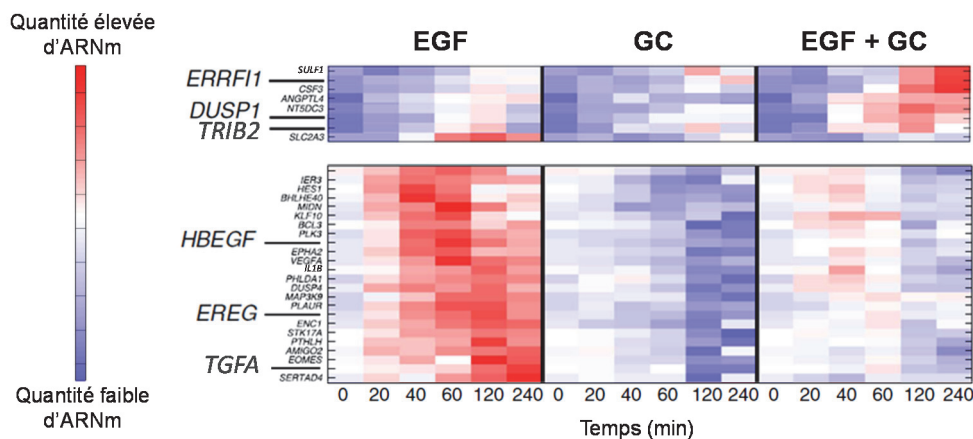 Quantité élevée
d'ARNm
EGF
GC
EGF + GC
SULF1
ERRFI1
CSF3
ANGPTL4
NT5DC3
DUSP1
TRIB2
SLC2A3
IER3
HES1
BHLHE40
MIDN
KLF10
BCL3
PLK3
HBEGF
EPHA2
VEGFA
IL1B
PHLDA1
DUSP4
MAP3K9
PLAUR
EREG
ENC1
STK17A
PTHLH
AMIGO2
EOMES
TGFA
SERTAD4
Quantité faible
d'ARNm
0 20 40 60 120 240 0 20 40 60 120 240 0 20 40 60 120 240
Temps (min)